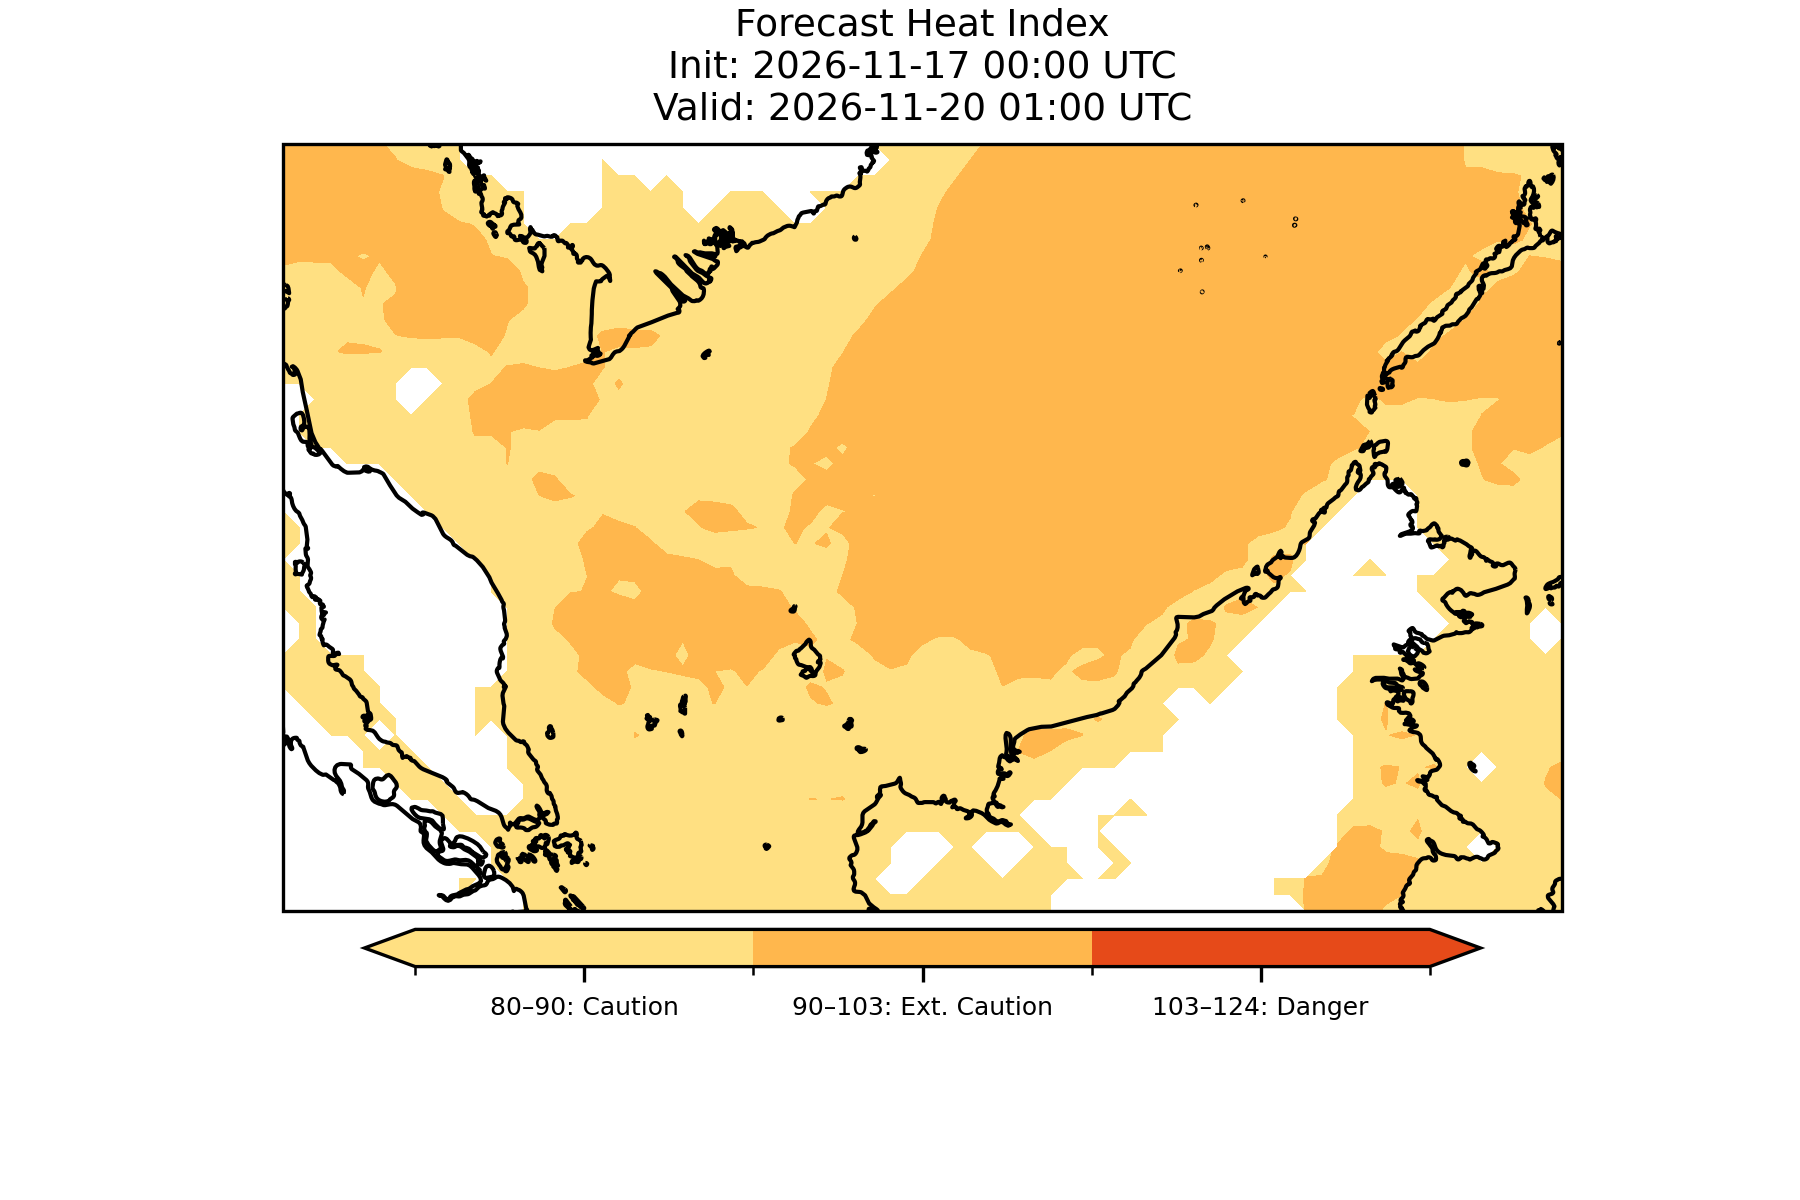 Forecast Heat Index
Init: 2026-11-17 00:00 UTC
Valid: 2026-11-20 01:00 UTC
80–90: Caution
90–103: Ext. Caution
103–124: Danger